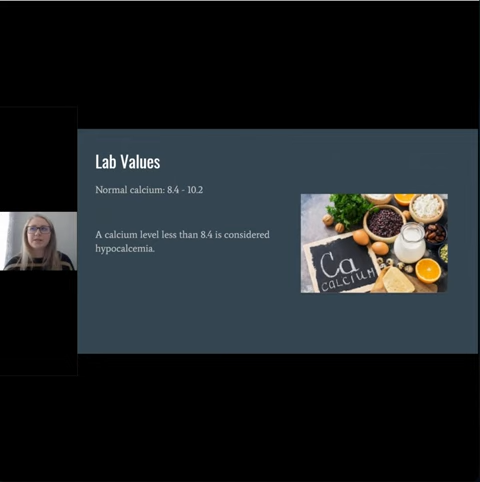 Lab Values
Normal calcium: 8.4 - 10.2
A calcium level less than 8.4 is considered
hypocalcemia.
Ca
CALCIUM